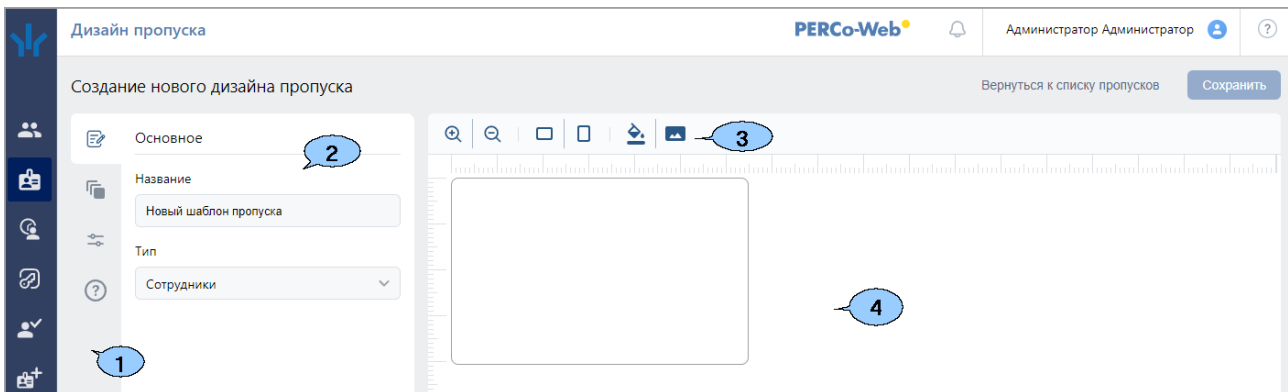 Дизайн пропуска
PERCo-Web
Администратор Администратор
?
Создание нового дизайна пропуска
Вернуться к списку пропусков
Сохранить
Основное
2
3
Название
Новый шаблон пропуска
Тип
Сотрудники
?
4
1